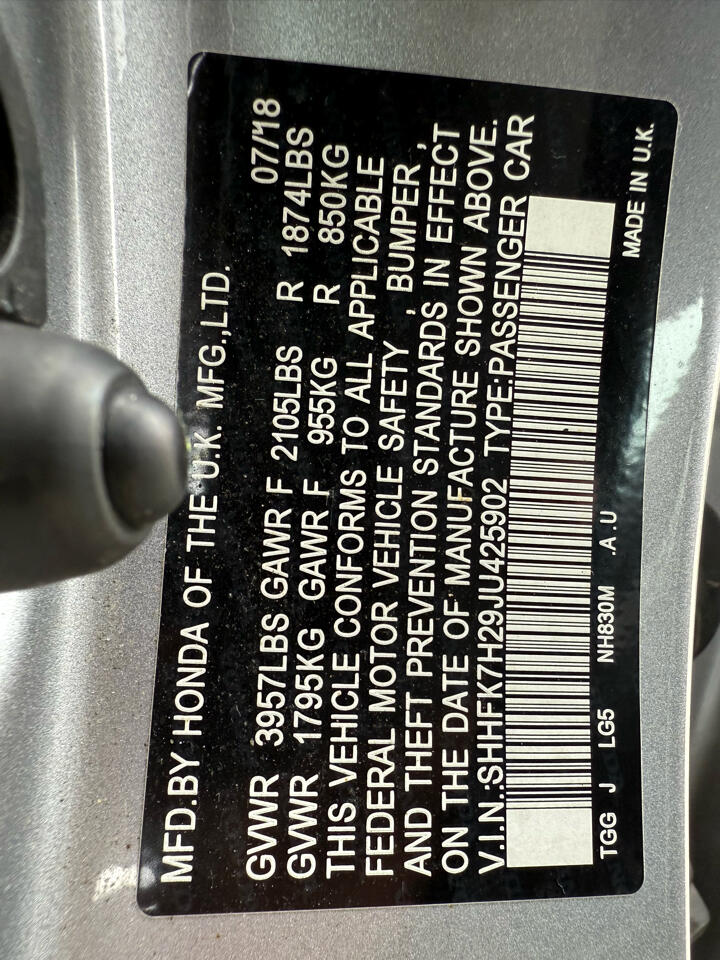 MFD.BY HONDA OF THE U.K. MFG.,LTD.
07/18
GVWR 3957LBS GAWR F 2105LBS R 1874LBS
GVWR 1795KG GAWR F 955KG R 850KG
THIS VEHICLE CONFORMS TO ALL APPLICABLE
FEDERAL MOTOR VEHICLE SAFETY , BUMPER ,
AND THEFT PREVENTION STANDARDS IN EFFECT
ON THE DATE OF MANUFACTURE SHOWN ABOVE.
V.I.N.:SHHFK7H29JU425902 TYPE:PASSENGER CAR
TGG J LG5 NH830M .A .U MADE IN U.K.